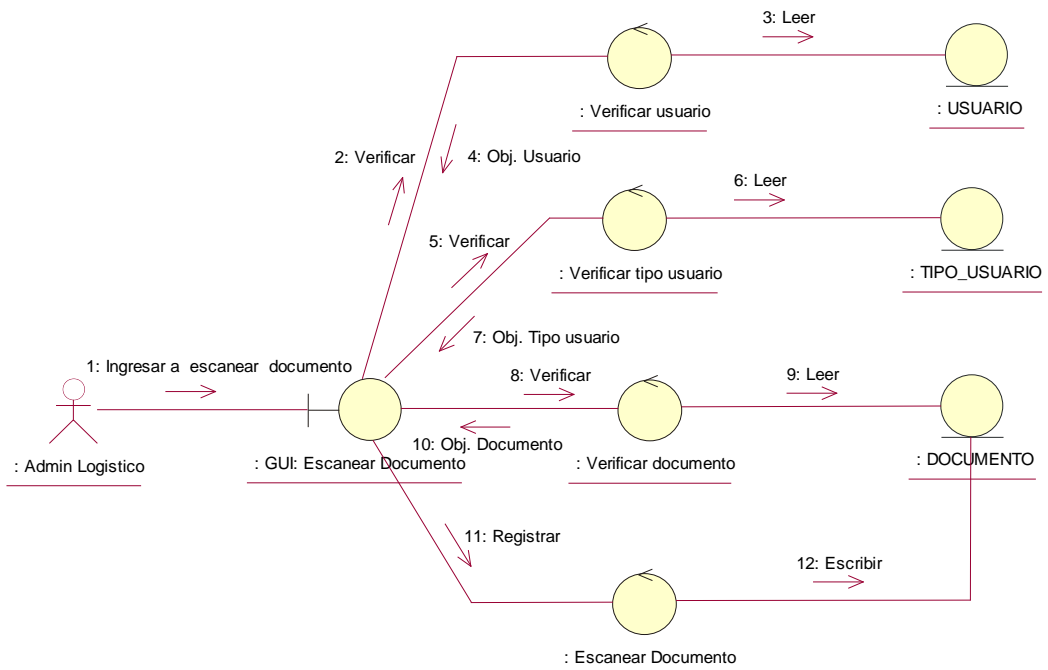 3: Leer
: Verificar usuario
: USUARIO
2: Verificar
4: Obj. Usuario
6: Leer
5: Verificar
: Verificar tipo usuario
: TIPO_USUARIO
7: Obj. Tipo usuario
1: Ingresar a escanear documento
8: Verificar
9: Leer
10: Obj. Documento
: Admin Logistico
: GUI: Escanear Documento
: Verificar documento
: DOCUMENTO
11: Registrar
12: Escribir
: Escanear Documento